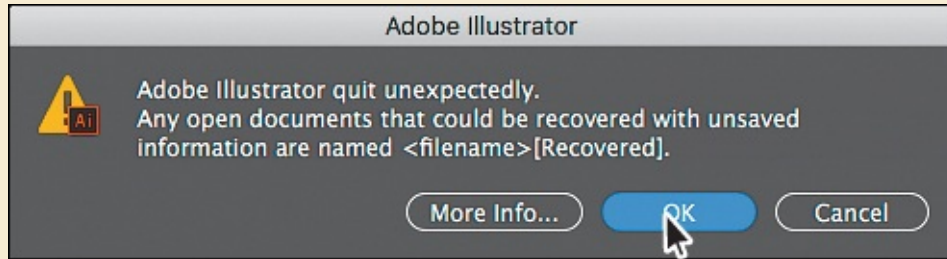 Adobe Illustrator
Adobe Illustrator quit unexpectedly.
Any open documents that could be recovered with unsaved
information are named <filename>[Recovered].
Ai
More Info... OK Cancel